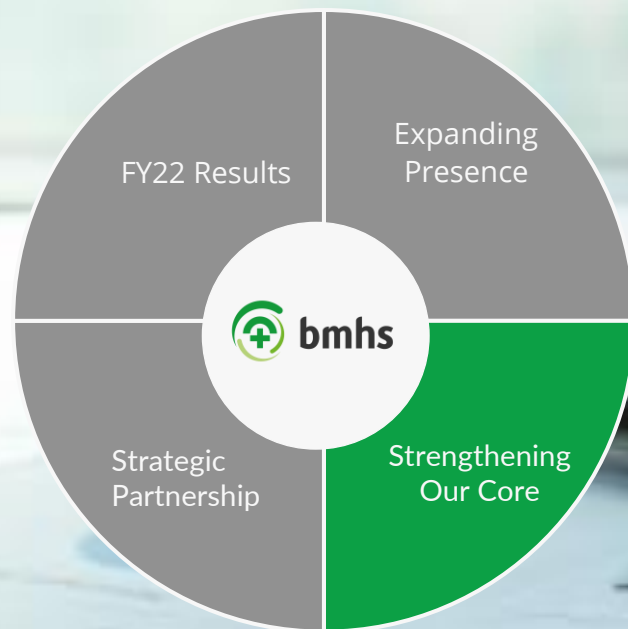 FY22 Results
Expanding
Presence
bmhs
Strategic
Partnership
Strengthening
Our Core